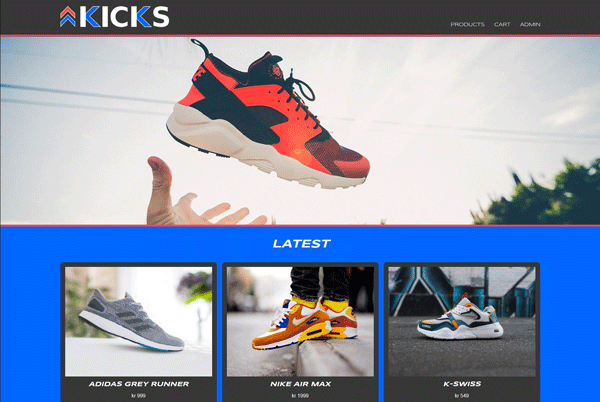 KICKS
PRODUCTS CART ADMIN
LATEST
ADIDAS GREY RUNNER
kr 999
NIKE AIR MAX
kr 1999
K-SWISS
kr 549